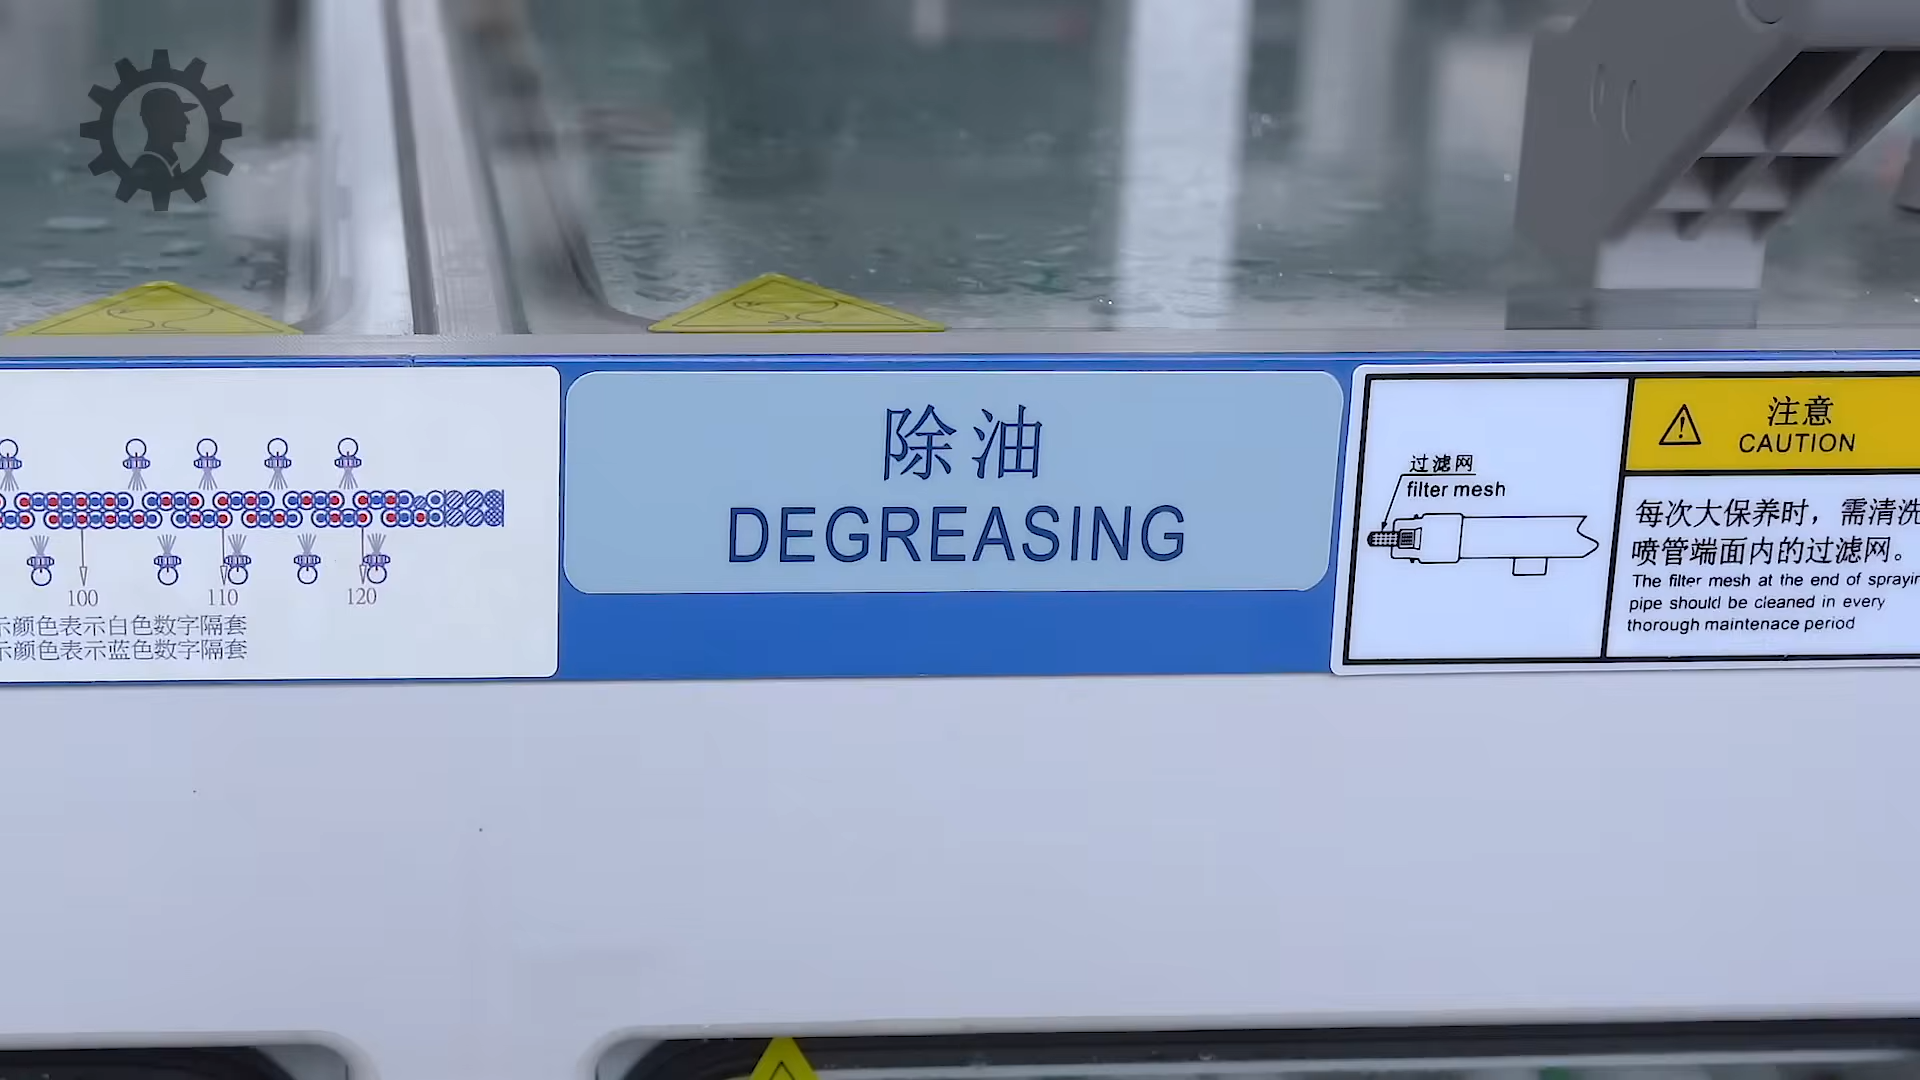 100 110 120
示颜色表示白色数字隔套
示颜色表示蓝色数字隔套
除油
DEGREASING
过滤网
filter mesh
注意
CAUTION
每次大保养时，需清洗
喷管端面内的过滤网。
The filter mesh at the end of sprayin
pipe should be cleaned in every
thorough maintenace period